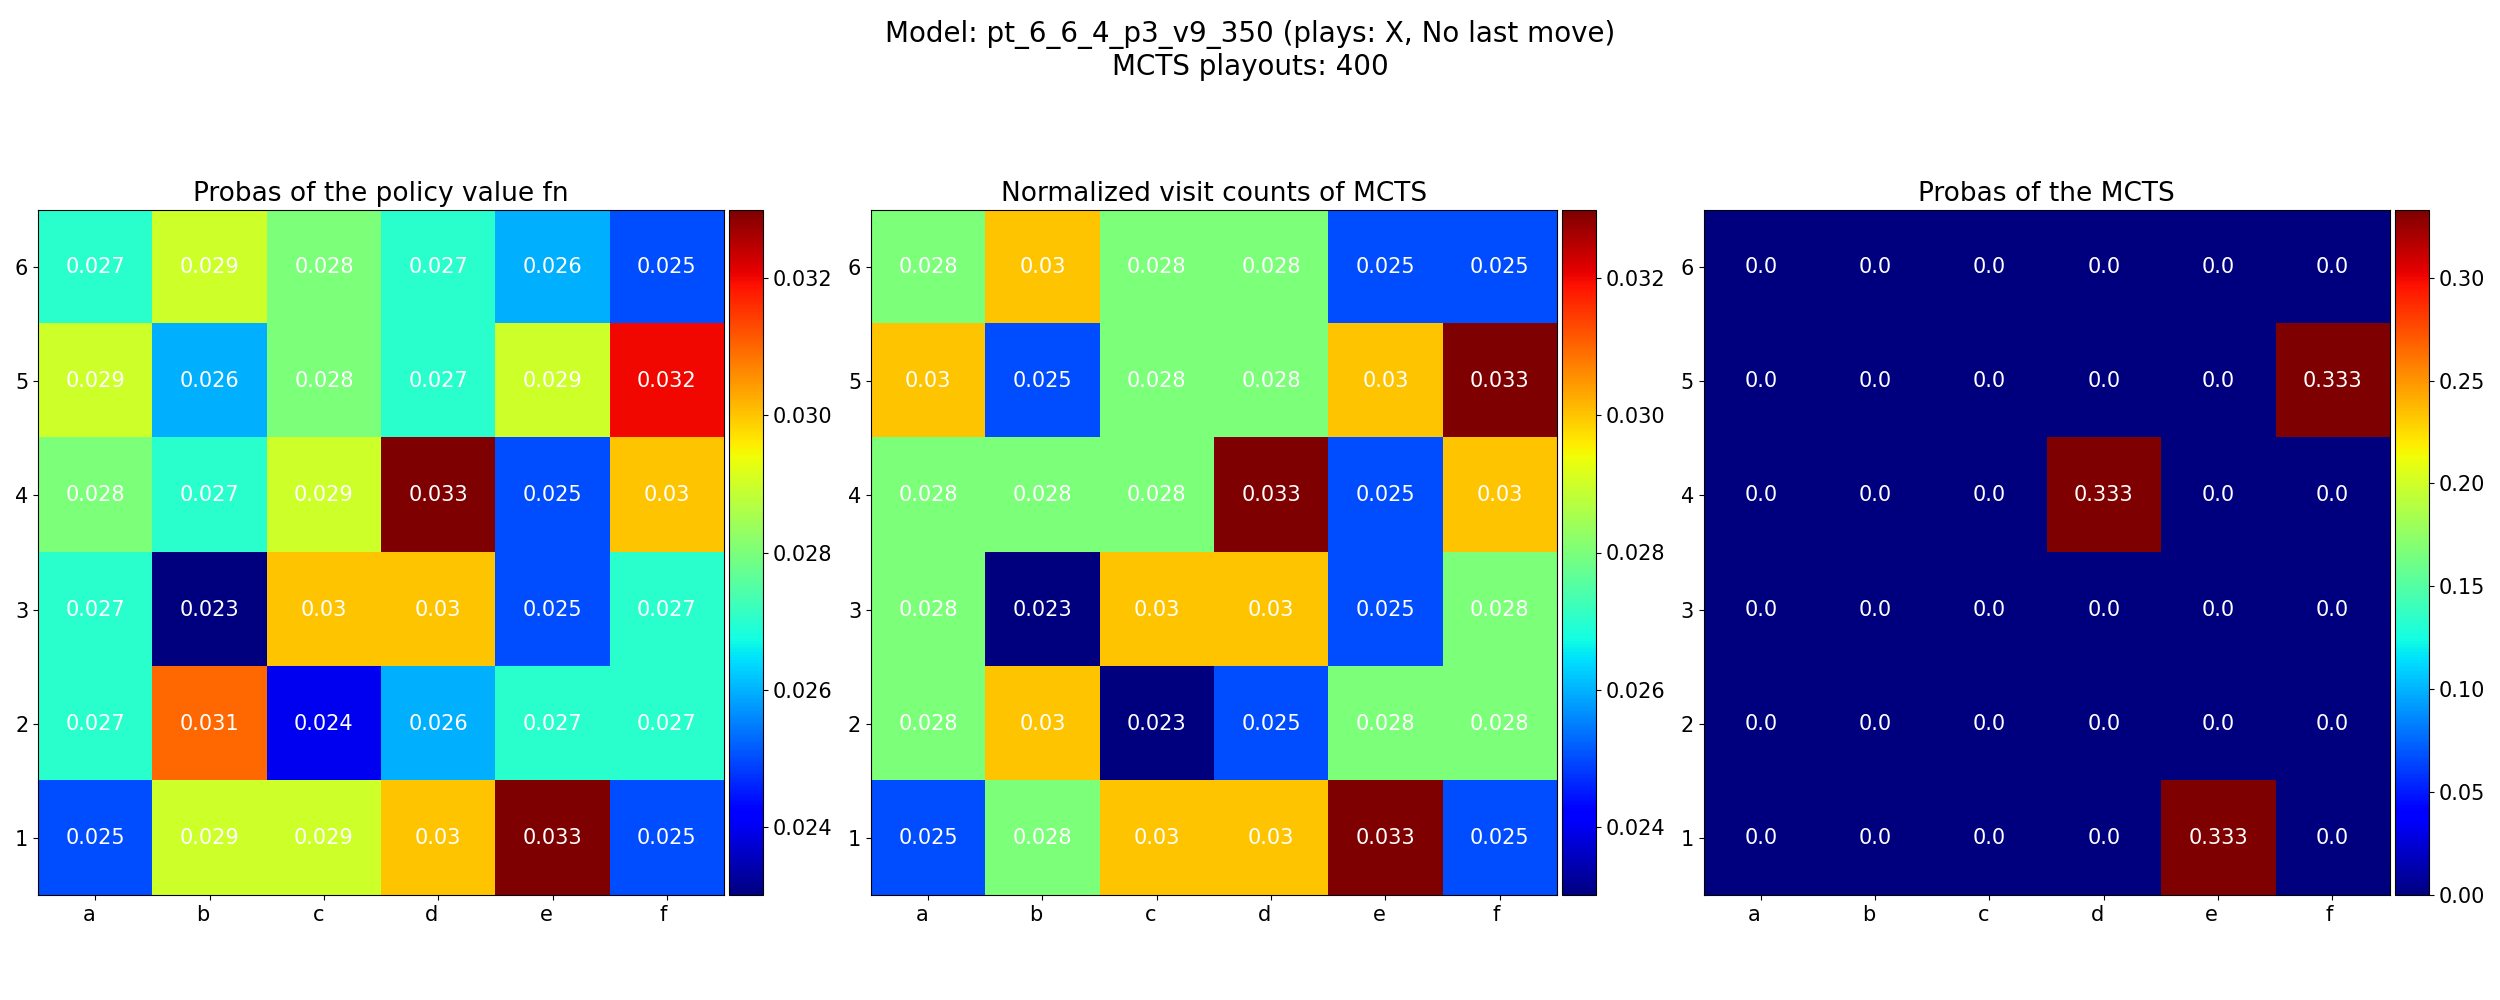 Model: pt_6_6_4_p3_v9_350 (plays: X, No last move)
MCTS playouts: 400
Probas of the policy value fn
6 0.027 0.029 0.028 0.027 0.026 0.025
5 0.029 0.026 0.028 0.027 0.029 0.032
4 0.028 0.027 0.029 0.033 0.025 0.03
3 0.027 0.023 0.03 0.03 0.025 0.027
2 0.027 0.031 0.024 0.026 0.027 0.027
1 0.025 0.029 0.029 0.03 0.033 0.025
a b c d e f
0.032
0.030
0.028
0.026
0.024
Normalized visit counts of MCTS
6 0.028 0.03 0.028 0.028 0.025 0.025
5 0.03 0.025 0.028 0.028 0.03 0.033
4 0.028 0.028 0.028 0.033 0.025 0.03
3 0.028 0.023 0.03 0.03 0.025 0.028
2 0.028 0.03 0.023 0.025 0.028 0.028
1 0.025 0.028 0.03 0.03 0.033 0.025
a b c d e f
0.032
0.030
0.028
0.026
0.024
Probas of the MCTS
6 0.0 0.0 0.0 0.0 0.0 0.0
5 0.0 0.0 0.0 0.0 0.0 0.333
4 0.0 0.0 0.0 0.333 0.0 0.0
3 0.0 0.0 0.0 0.0 0.0 0.0
2 0.0 0.0 0.0 0.0 0.0 0.0
1 0.0 0.0 0.0 0.0 0.333 0.0
a b c d e f
0.30
0.25
0.20
0.15
0.10
0.05
0.00